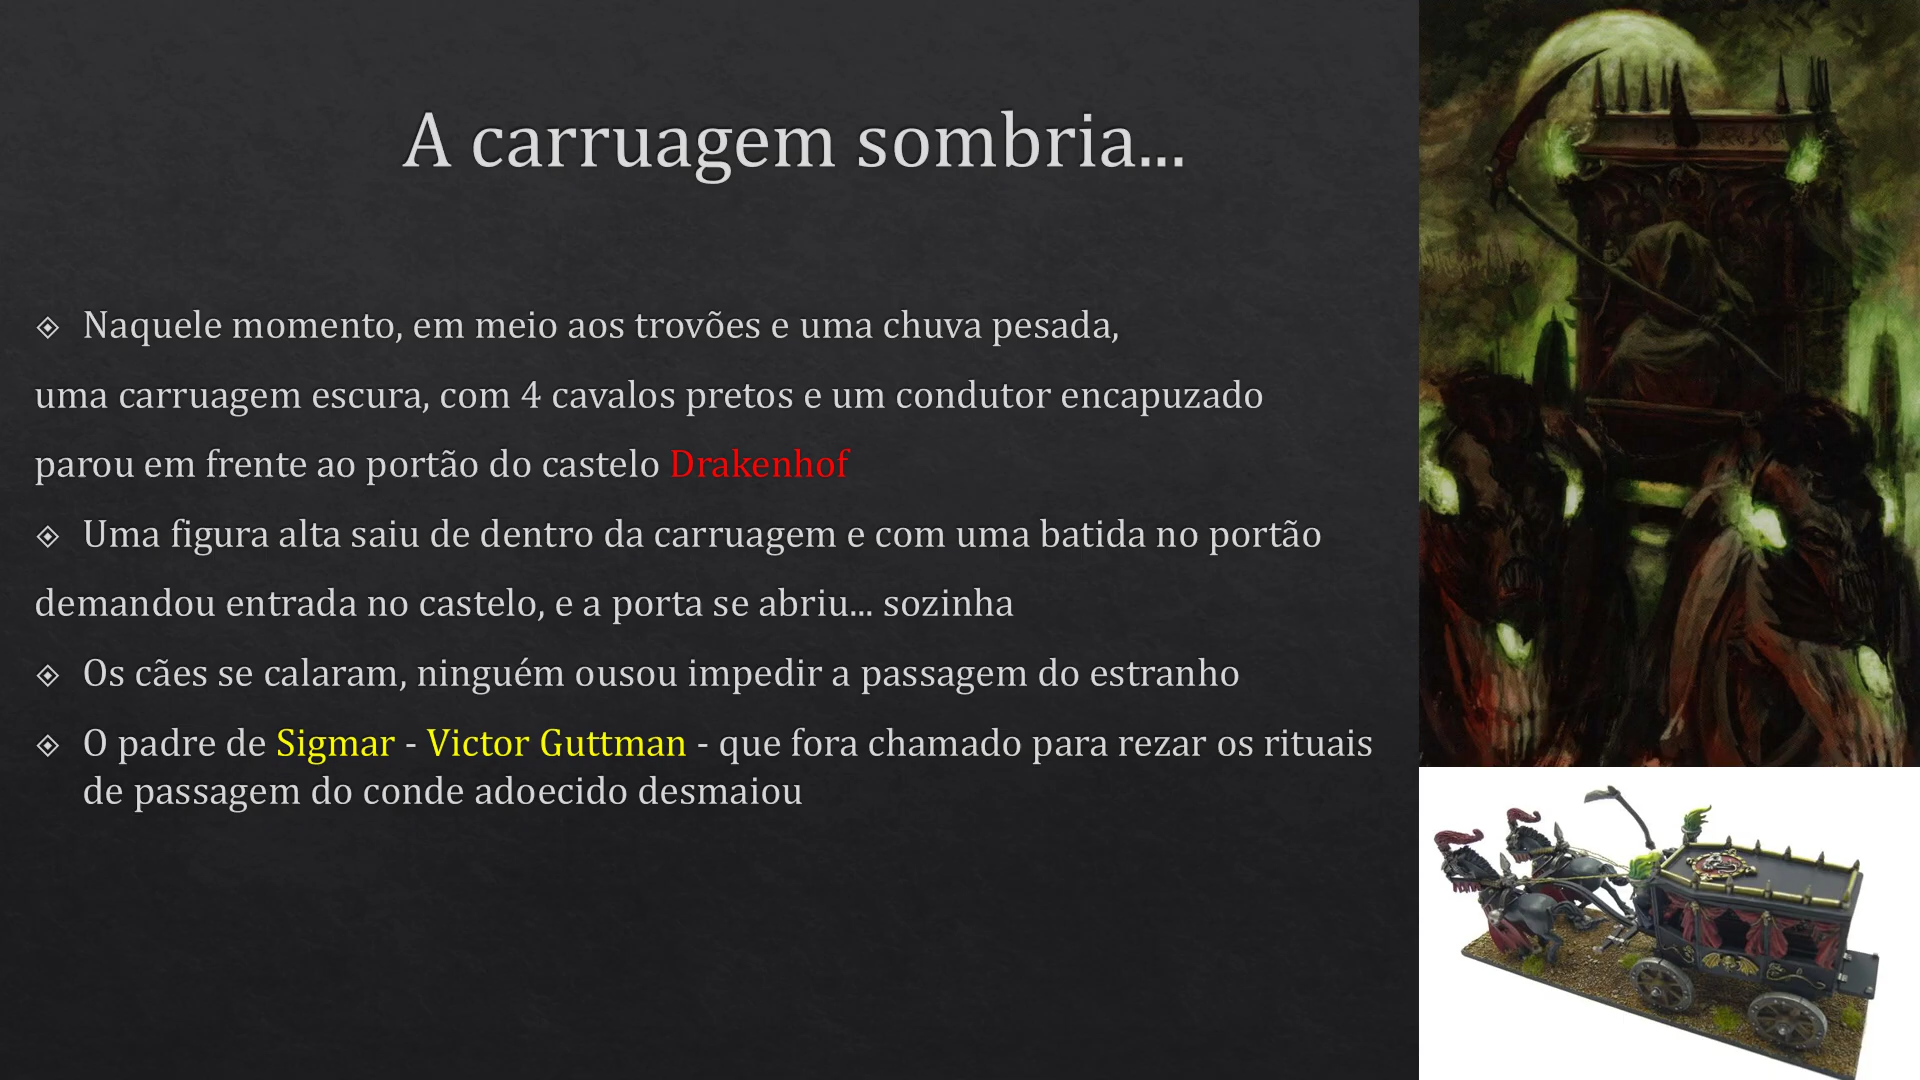 A carruagem sombria...
Naquele momento, em meio aos trovões e uma chuva pesada,
uma carruagem escura, com 4 cavalos pretos e um condutor encapuzado
parou em frente ao portão do castelo Drakenhof
Uma figura alta saiu de dentro da carruagem e com uma batida no portão
demandou entrada no castelo, e a porta se abriu... sozinha
Os cães se calaram, ninguém ousou impedir a passagem do estranho
O padre de Sigmar - Victor Guttman - que fora chamado para rezar os rituais
de passagem do conde adoecido desmaiou